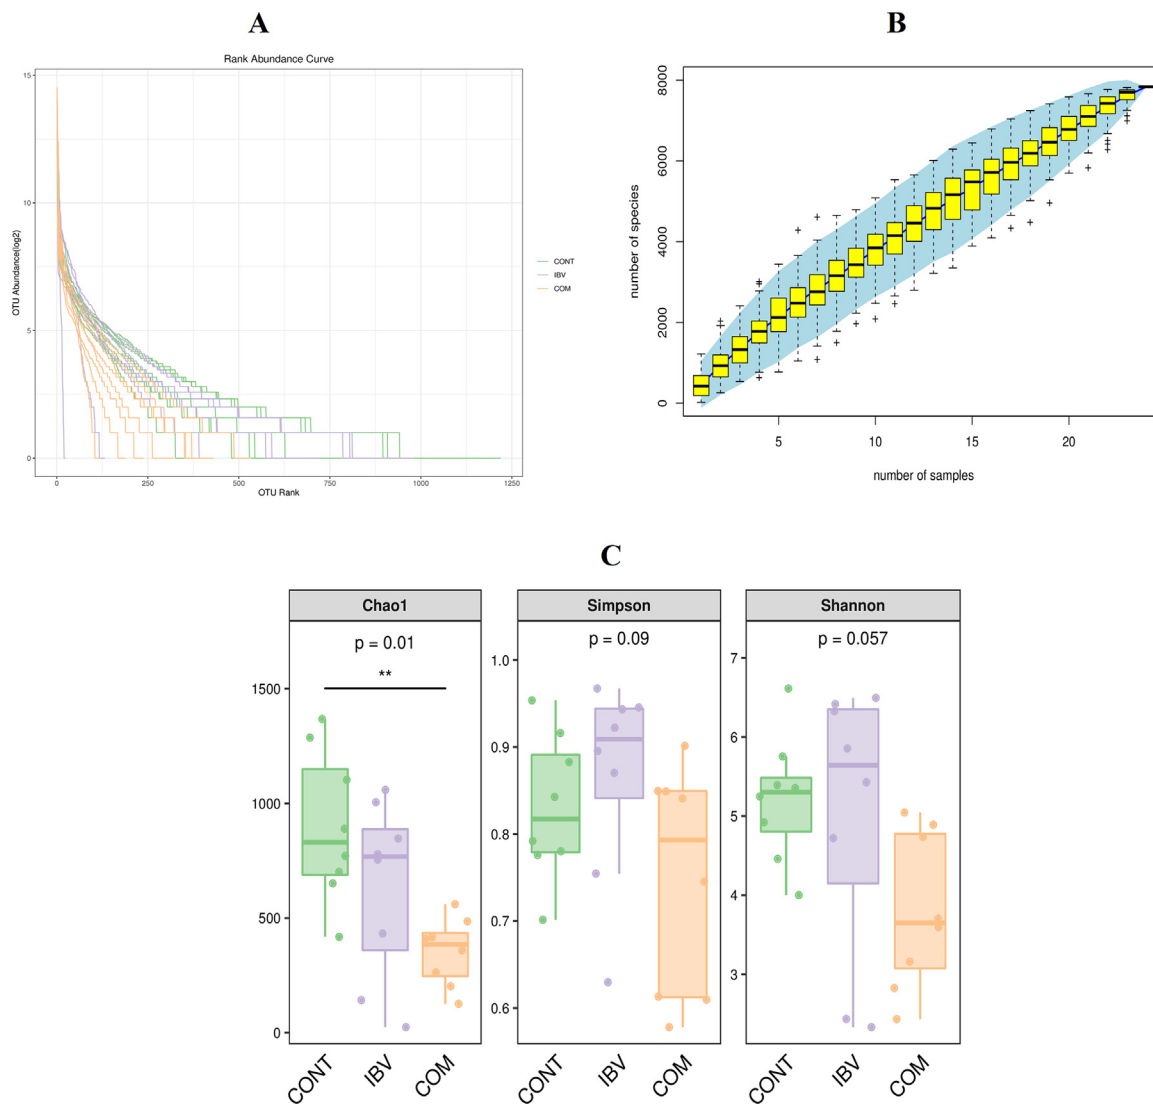 A
Rank Abundance Curve
15
10
5
0
OTU Abundance(log2)
0 250 500 750 1000 1250
OTU Rank
CONT
IBV
COM
B
8000
6000
4000
2000
0
number of species
5 10 15 20
number of samples
C
Chao1 Simpson Shannon
p = 0.01 p = 0.09 p = 0.057
**
1500
1000
500
0
1.0
0.9
0.8
0.7
0.6
7
6
5
4
3
CONT IBV COM CONT IBV COM CONT IBV COM